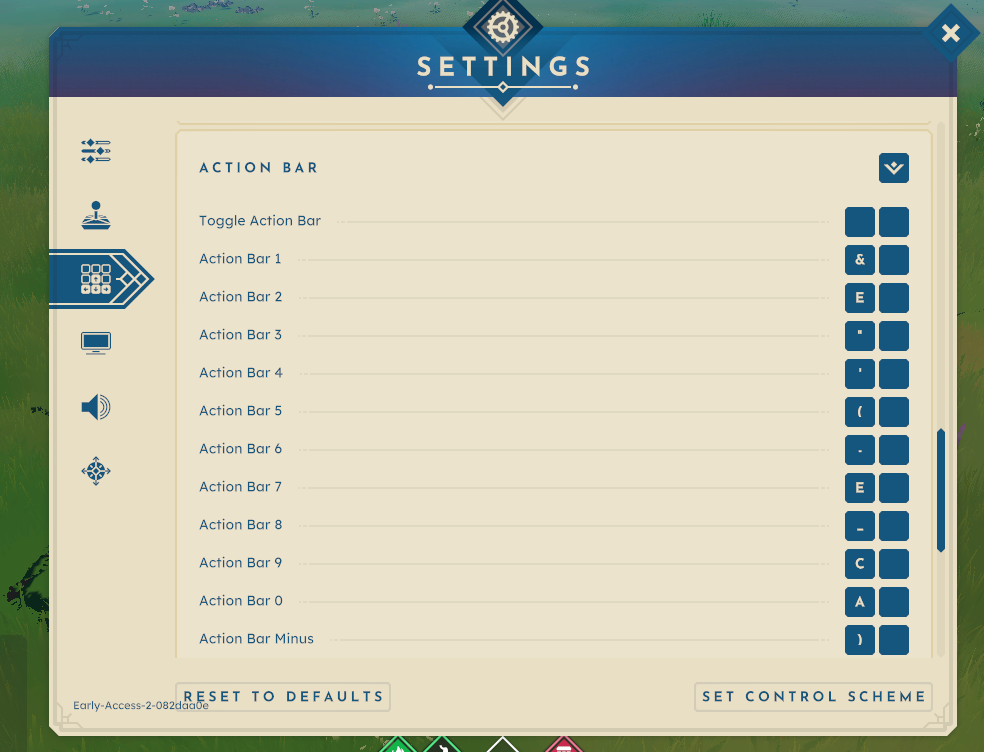 SETTINGS
ACTION BAR
Toggle Action Bar
Action Bar 1 &
Action Bar 2 E
Action Bar 3 "
Action Bar 4 '
Action Bar 5 (
Action Bar 6 -
Action Bar 7 E
Action Bar 8 _
Action Bar 9 C
Action Bar 0 A
Action Bar Minus )
RESET TO DEFAULTS SET CONTROL SCHEME
Early-Access-2-082daa0e